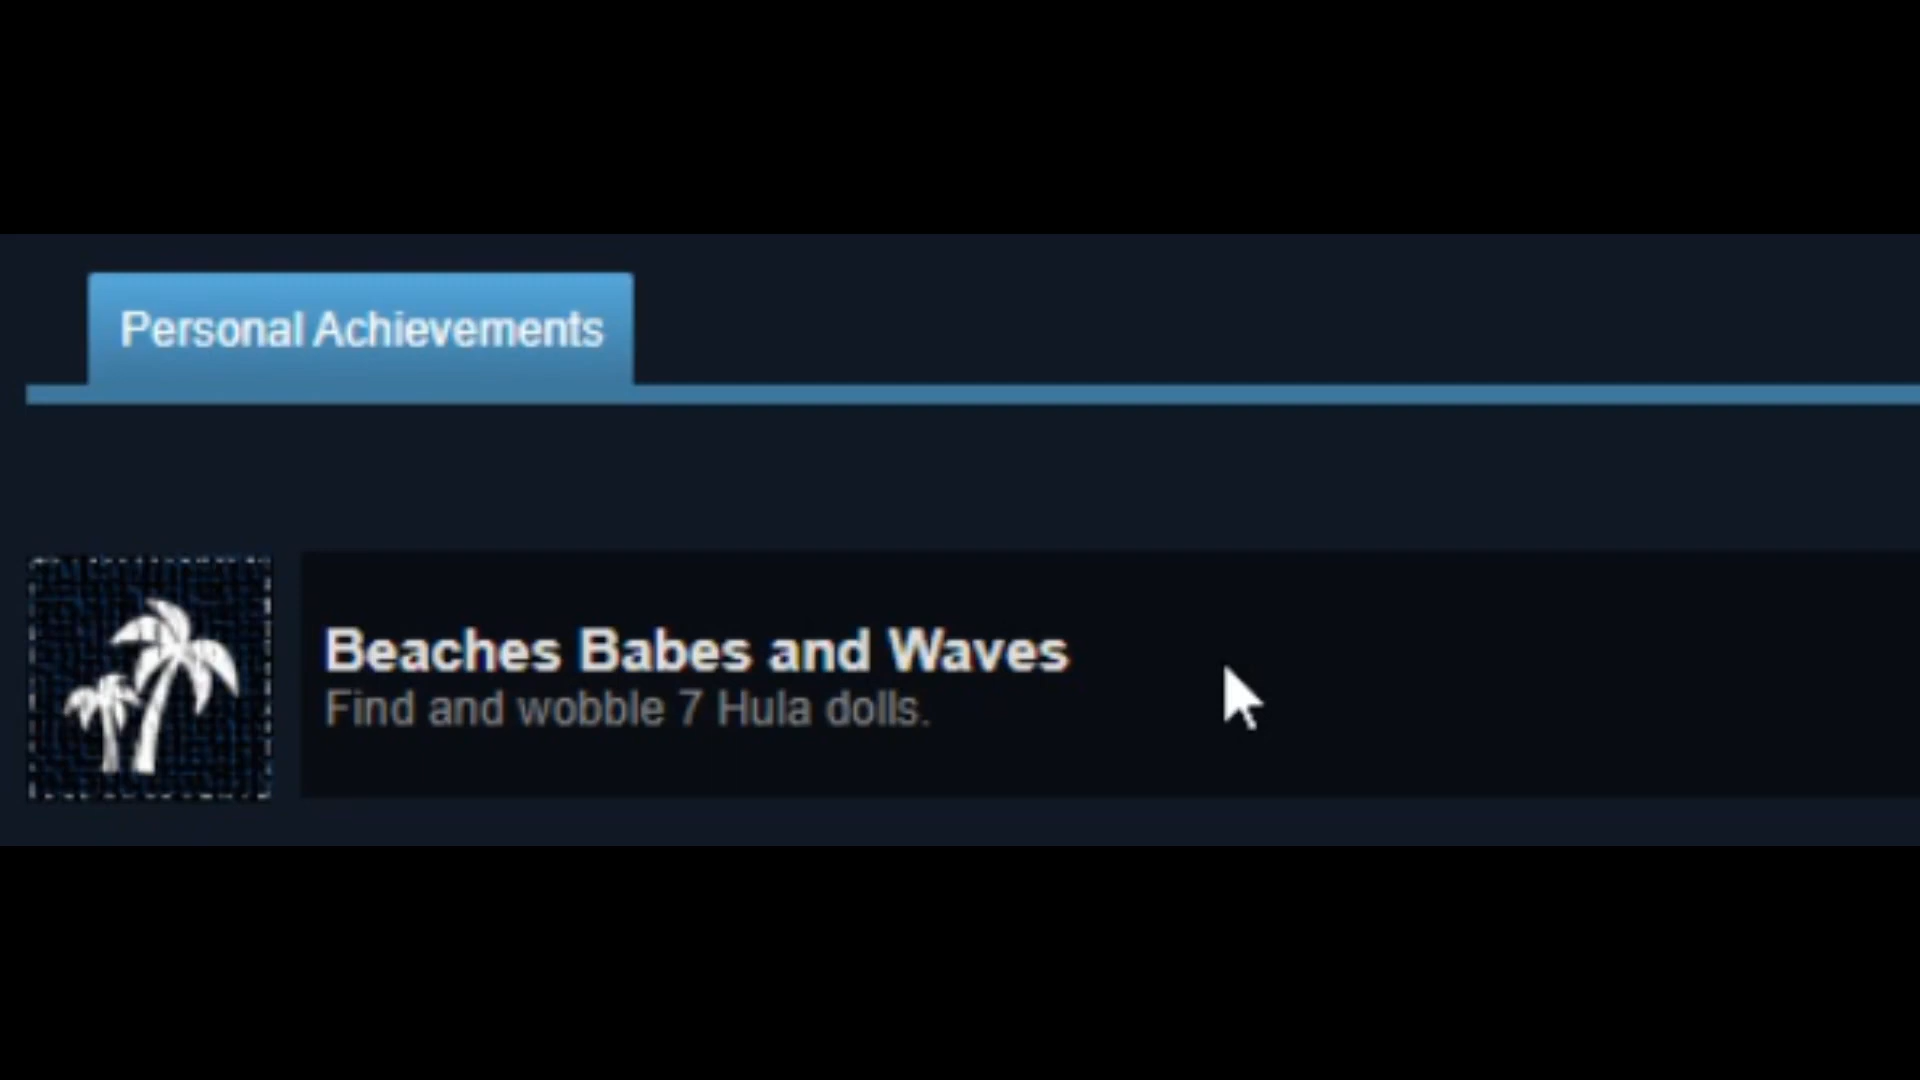 Personal Achievements
Beaches Babes and Waves
Find and wobble 7 Hula dolls.